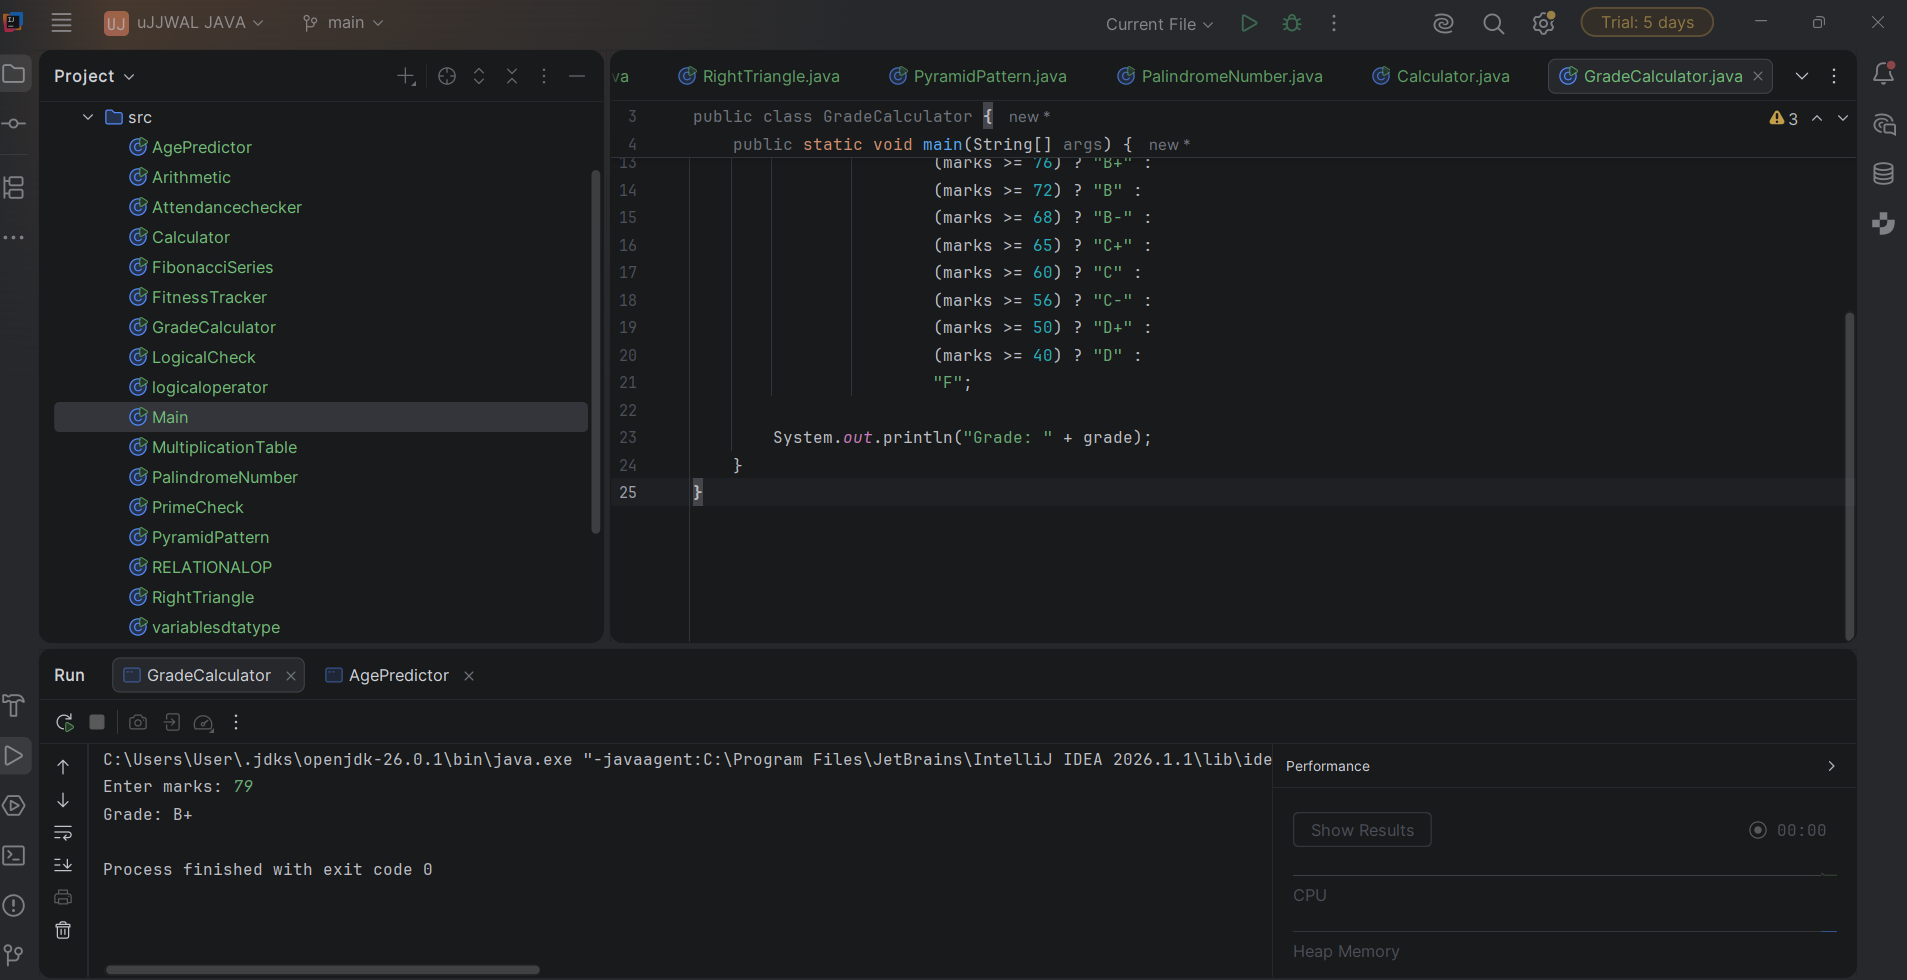 UJ uJJWAL JAVA main Current File Trial: 5 days
Project
src
AgePredictor
Arithmetic
Attendancechecker
Calculator
FibonacciSeries
FitnessTracker
GradeCalculator
LogicalCheck
logicaloperator
Main
MultiplicationTable
PalindromeNumber
PrimeCheck
PyramidPattern
RELATIONALOP
RightTriangle
variablesdtatype
va RightTriangle.java PyramidPattern.java PalindromeNumber.java Calculator.java GradeCalculator.java
3 public class GradeCalculator { new * 3
4 public static void main(String[] args) { new *
13 (marks >= 76) ? "B+" :
14 (marks >= 72) ? "B" :
15 (marks >= 68) ? "B-" :
16 (marks >= 65) ? "C+" :
17 (marks >= 60) ? "C" :
18 (marks >= 56) ? "C-" :
19 (marks >= 50) ? "D+" :
20 (marks >= 40) ? "D" :
21 "F";
22
23 System.out.println("Grade: " + grade);
24 }
25 }
Run GradeCalculator AgePredictor
C:\Users\User\.jdks\openjdk-26.0.1\bin\java.exe "-javaagent:C:\Program Files\JetBrains\IntelliJ IDEA 2026.1.1\lib\ide
Enter marks: 79
Grade: B+
Process finished with exit code 0
Performance
Show Results 00:00
CPU
Heap Memory